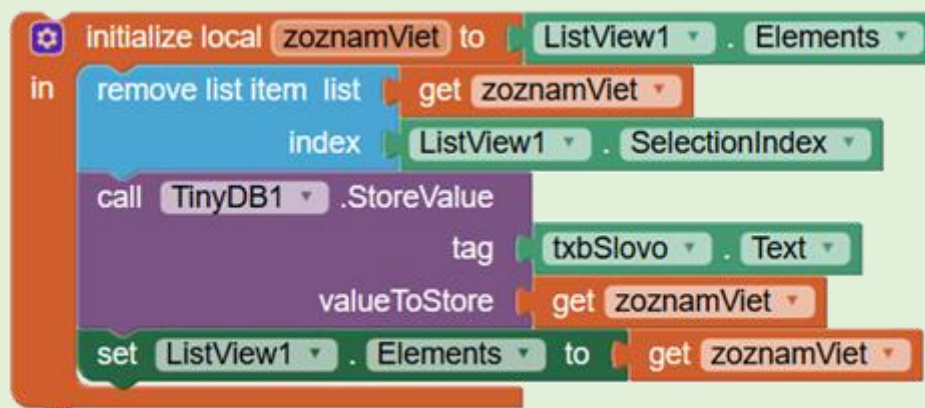 initialize local zoznamViet to ListView1 . Elements
in remove list item list get zoznamViet
index ListView1 . SelectionIndex
call TinyDB1 .StoreValue
tag txbSlovo . Text
valueToStore get zoznamViet
set ListView1 . Elements to get zoznamViet